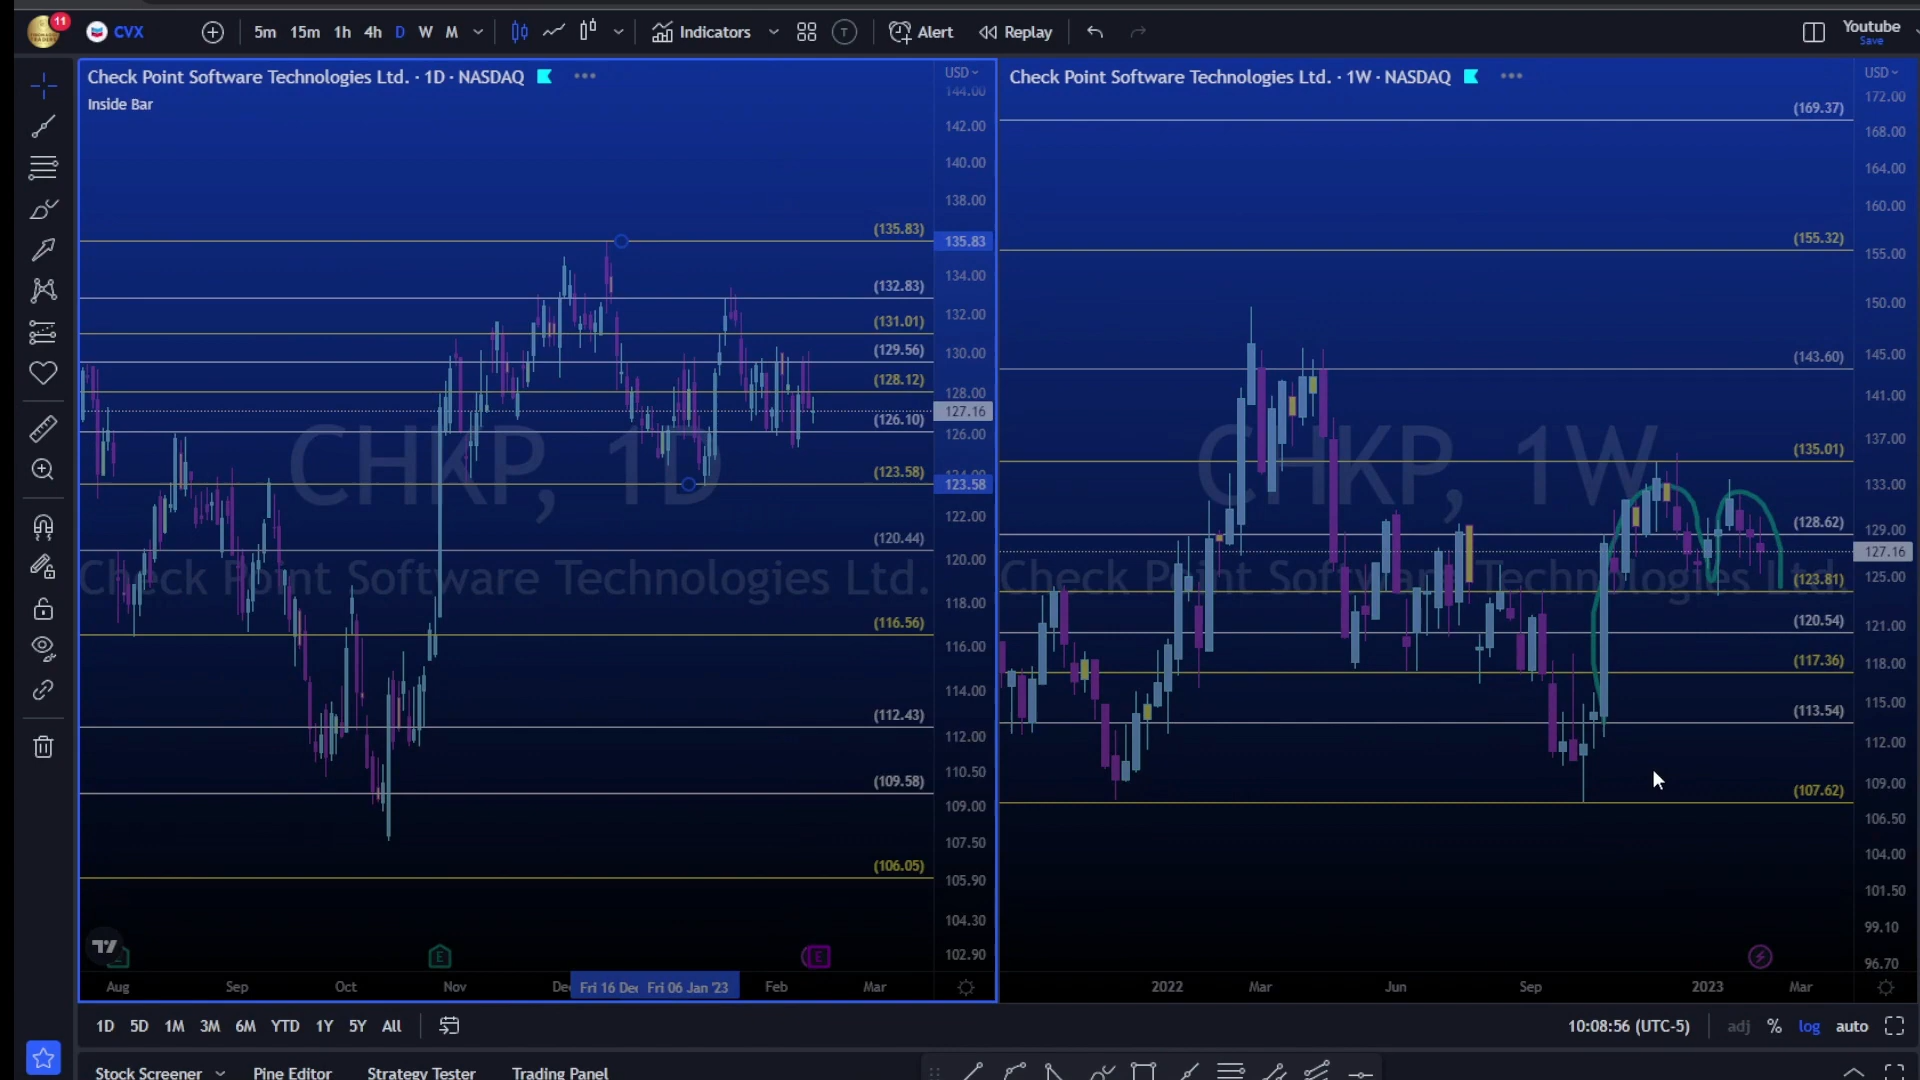 11
CVX
5m 15m 1h 4h D W M
Indicators
T
Alert
Replay
Youtube
Save
Check Point Software Technologies Ltd. · 1D · NASDAQ
Inside Bar
USD
144.00
142.00
140.00
138.00
135.83
134.00
132.00
130.00
128.00
127.16
126.00
124.00
123.58
122.00
120.00
118.00
116.00
114.00
112.00
110.50
109.00
107.50
105.90
104.30
102.90
(135.83)
(132.83)
(131.01)
(129.56)
(128.12)
(126.10)
(123.58)
(120.44)
(116.56)
(112.43)
(109.58)
(106.05)
CHKP, 1D
Check Point Software Technologies Ltd.
E
E
Aug Sep Oct Nov Dec Fri 16 Dec Fri 06 Jan '23 Feb Mar
Check Point Software Technologies Ltd. · 1W · NASDAQ
USD
172.00
168.00
164.00
160.00
155.00
150.00
145.00
141.00
137.00
133.00
129.00
127.16
125.00
121.00
118.00
115.00
112.00
109.00
106.50
104.00
101.50
99.10
96.70
(169.37)
(155.32)
(143.60)
(135.01)
(128.62)
(123.81)
(120.54)
(117.36)
(113.54)
(107.62)
CHKP, 1W
Check Point Software Technologies Ltd.
2022 Mar Jun Sep 2023 Mar
1D 5D 1M 3M 6M YTD 1Y 5Y All
10:08:56 (UTC-5) adj % log auto
Stock Screener Pine Editor Strategy Tester Trading Panel